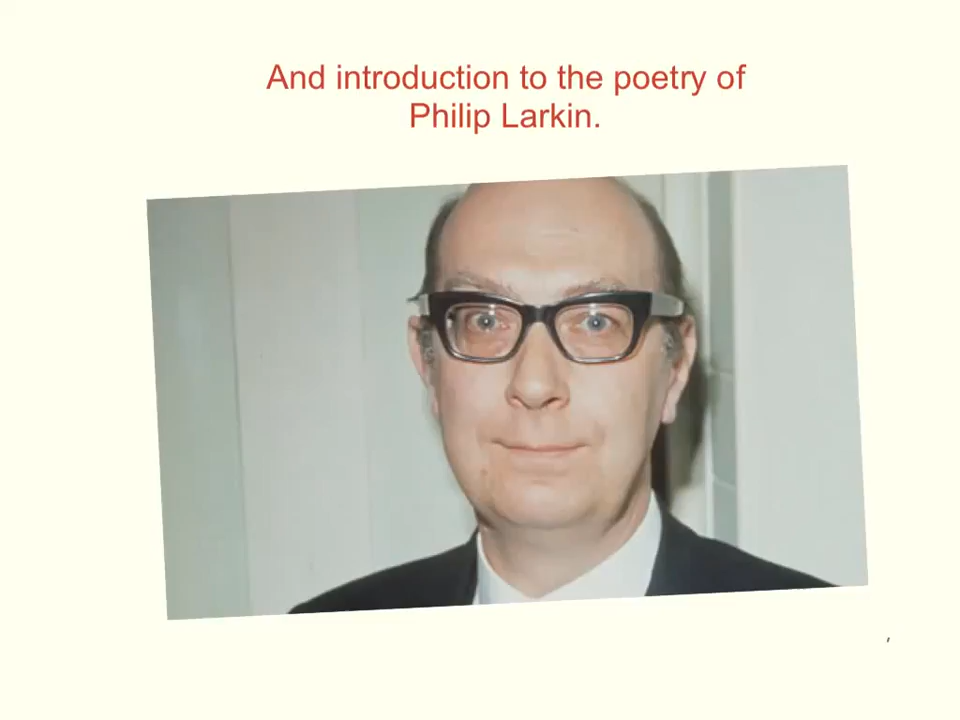 And introduction to the poetry of
Philip Larkin.
,